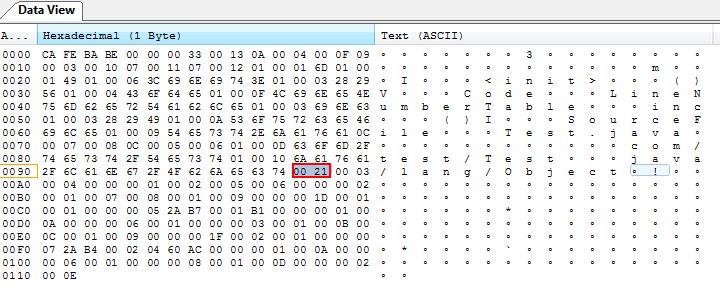 Data View
A... Hexadecimal (1 Byte) Text (ASCII)
0000 CA FE BA BE 00 00 00 33 00 13 0A 00 04 00 0F 09 ° ° ° ° ° ° ° 3 ° ° ° ° ° ° ° °
0010 00 03 00 10 07 00 11 07 00 12 01 00 01 6D 01 00 ° ° ° ° ° ° ° ° ° ° ° ° ° m ° °
0020 01 49 01 00 06 3C 69 6E 69 74 3E 01 00 03 28 29 ° I ° ° ° < i n i t > ° ° ° ( )
0030 56 01 00 04 43 6F 64 65 01 00 0F 4C 69 6E 65 4E V ° ° ° C o d e ° ° ° L i n e N
0040 75 6D 62 65 72 54 61 62 6C 65 01 00 03 69 6E 63 u m b e r T a b l e ° ° ° i n c
0050 01 00 03 28 29 49 01 00 0A 53 6F 75 72 63 65 46 ° ° ° ( ) I ° ° ° S o u r c e F
0060 69 6C 65 01 00 09 54 65 73 74 2E 6A 61 76 61 0C i l e ° ° ° T e s t . j a v a °
0070 00 07 00 08 0C 00 05 00 06 01 00 0D 63 6F 6D 2F ° ° ° ° ° ° ° ° ° ° ° ° c o m /
0080 74 65 73 74 2F 54 65 73 74 01 00 10 6A 61 76 61 t e s t / T e s t ° ° ° j a v a
0090 2F 6C 61 6E 67 2F 4F 62 6A 65 63 74 00 21 00 03 / l a n g / O b j e c t ° ! ° °
00A0 00 04 00 00 00 01 00 02 00 05 00 06 00 00 00 02 ° ° ° ° ° ° ° ° ° ° ° ° ° ° ° °
00B0 00 01 00 07 00 08 00 01 00 09 00 00 00 1D 00 01 ° ° ° ° ° ° ° ° ° ° ° ° ° ° ° °
00C0 00 01 00 00 00 05 2A B7 00 01 B1 00 00 00 01 00 ° ° ° ° ° ° * ° ° ° ° ° ° ° ° °
00D0 0A 00 00 00 06 00 01 00 00 00 03 00 01 00 0B 00 ° ° ° ° ° ° ° ° ° ° ° ° ° ° ° °
00E0 0C 00 01 00 09 00 00 00 1F 00 02 00 01 00 00 00 ° ° ° ° ° ° ° ° ° ° ° ° ° ° ° °
00F0 07 2A B4 00 02 04 60 AC 00 00 00 01 00 0A 00 00 ° * ° ° ° ° ` ° ° ° ° ° ° ° ° °
0100 00 06 00 01 00 00 00 08 00 01 00 0D 00 00 00 02 ° ° ° ° ° ° ° ° ° ° ° ° ° ° ° °
0110 00 0E ° °